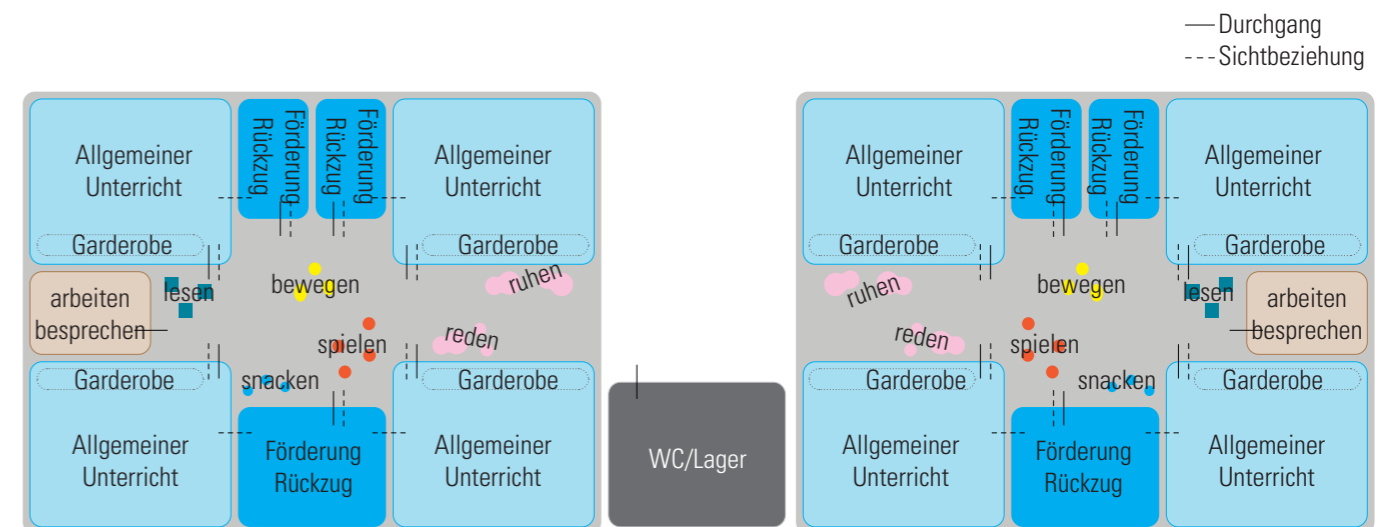 Durchgang
Sichtbeziehung
Allgemeiner
Unterricht
Förderung
Rückzug
Förderung
Rückzug
Allgemeiner
Unterricht
Garderobe
Garderobe
arbeiten
besprechen
lesen
bewegen
ruhen
spielen
reden
Garderobe
snacken
Garderobe
Allgemeiner
Unterricht
Förderung
Rückzug
Allgemeiner
Unterricht
WC/Lager
Allgemeiner
Unterricht
Förderung
Rückzug
Förderung
Rückzug
Allgemeiner
Unterricht
Garderobe
Garderobe
ruhen
bewegen
lesen
arbeiten
besprechen
reden
spielen
Garderobe
snacken
Garderobe
Allgemeiner
Unterricht
Förderung
Rückzug
Allgemeiner
Unterricht